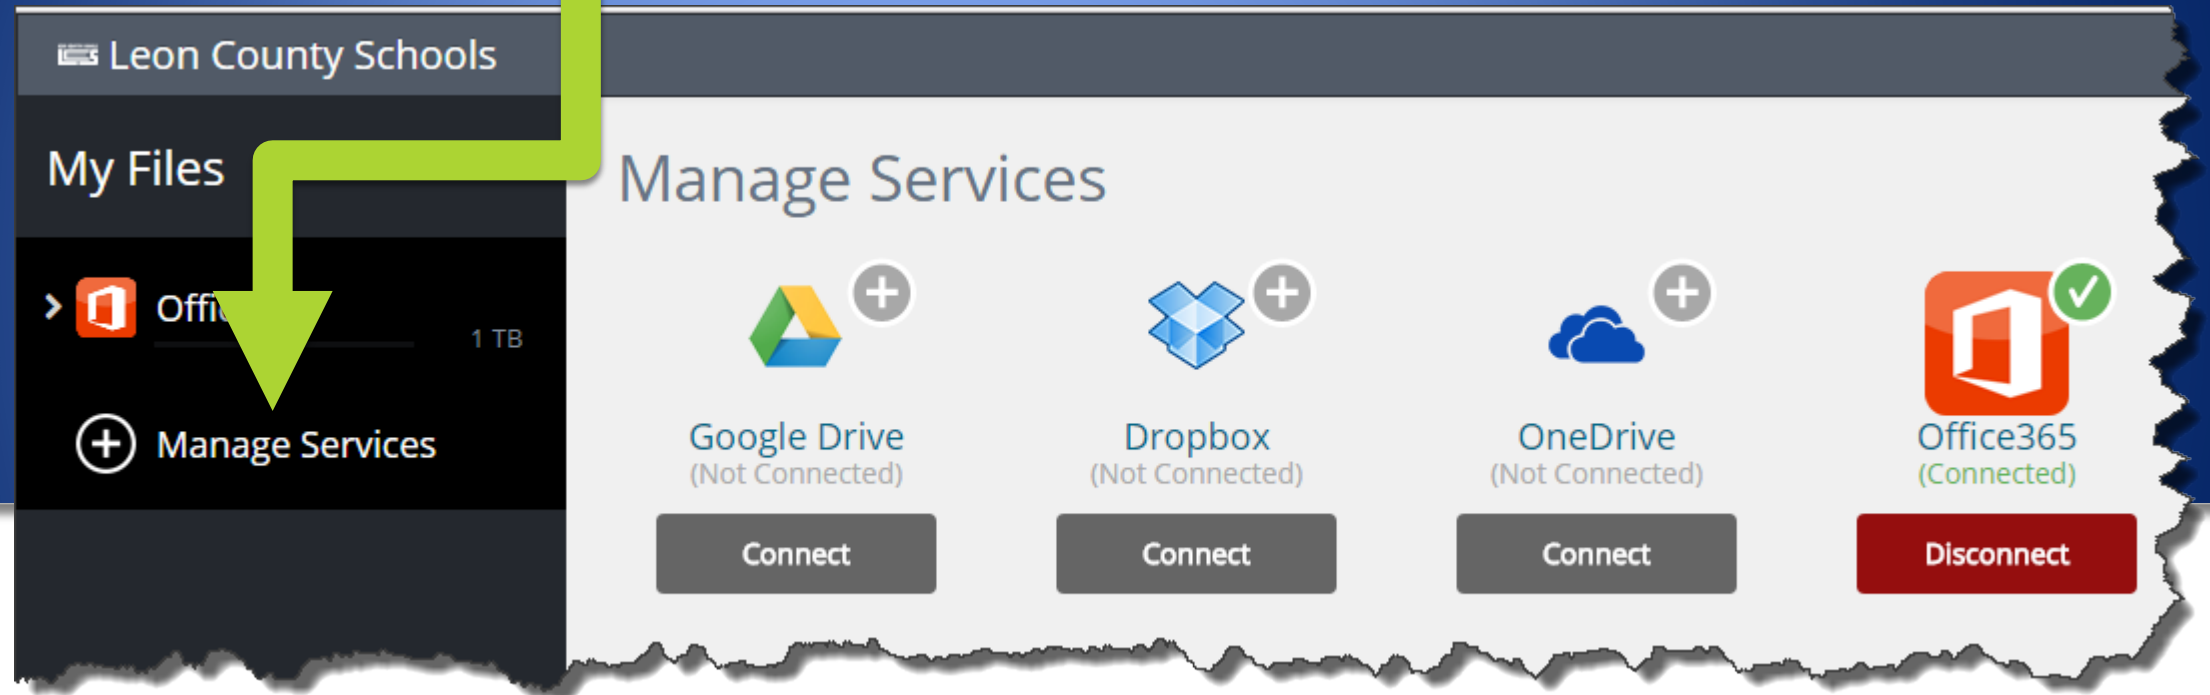 Leon County Schools
My Files
Manage Services
1 TB
Manage Services
Google Drive
(Not Connected)
Connect
Dropbox
(Not Connected)
Connect
OneDrive
(Not Connected)
Connect
Office365
(Connected)
Disconnect